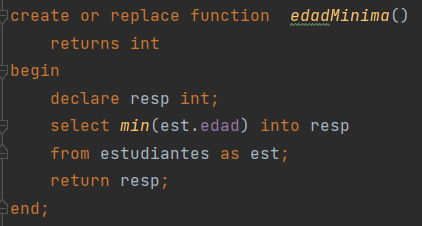 create or replace function  edadMinima()
    returns int
begin
    declare resp int;
    select min(est.edad) into resp
    from estudiantes as est;
    return resp;
end;